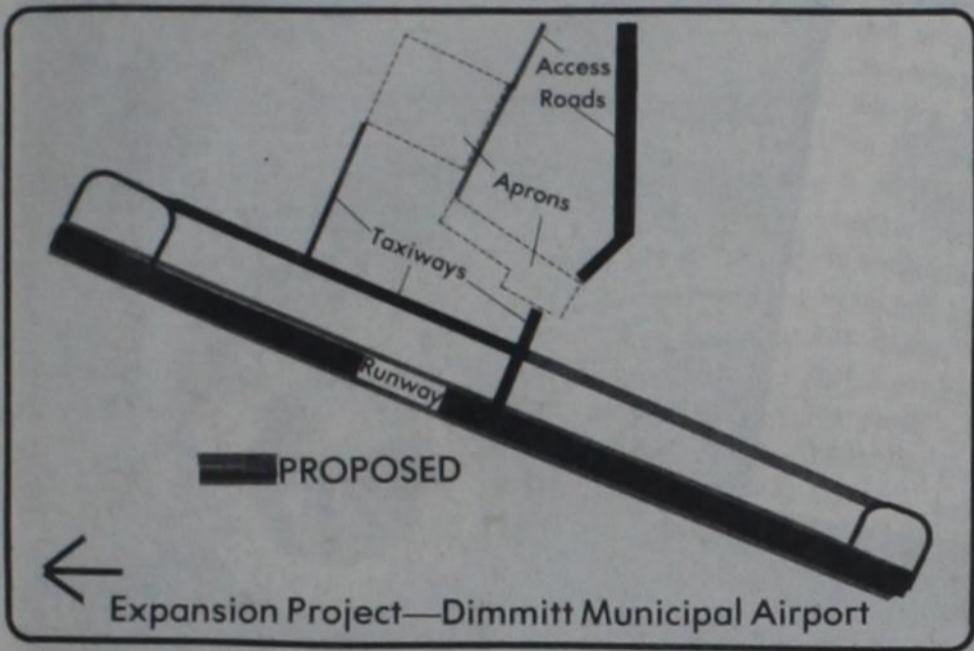 Access
Roads
Aprons
Taxiways
Runway
PROPOSED
Expansion Project—Dimmitt Municipal Airport